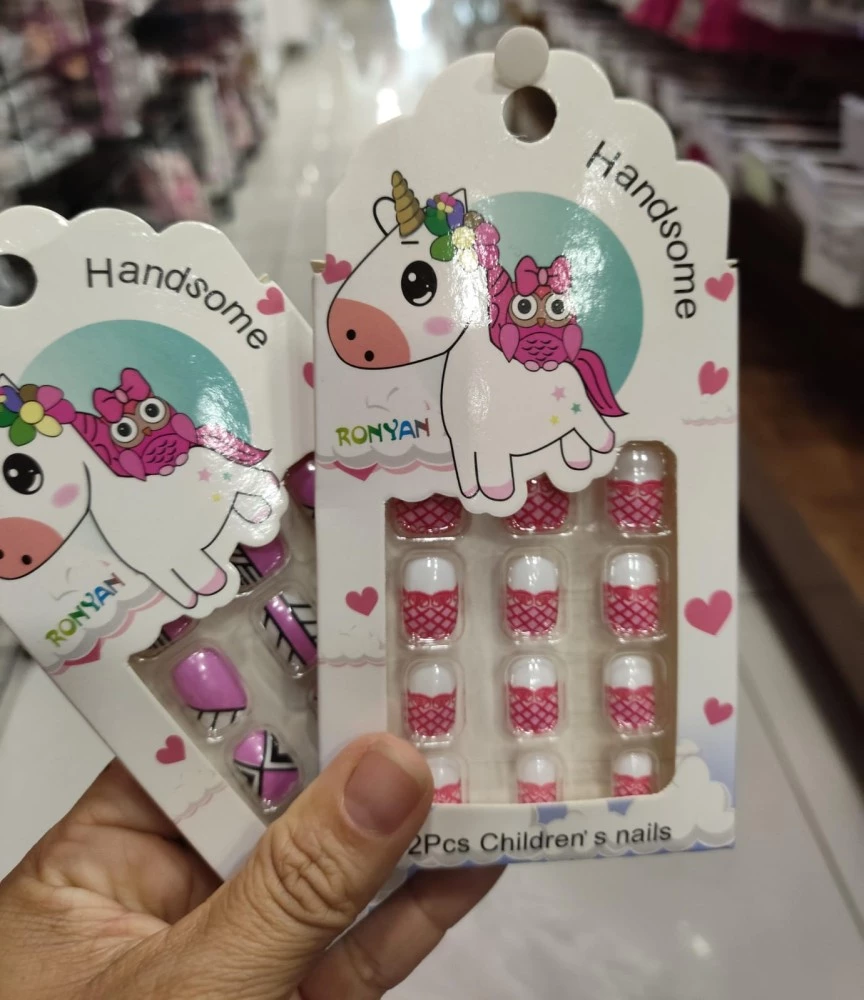 Handsome
RONYAN
Handsome
RONYAN
2Pcs Children's nails